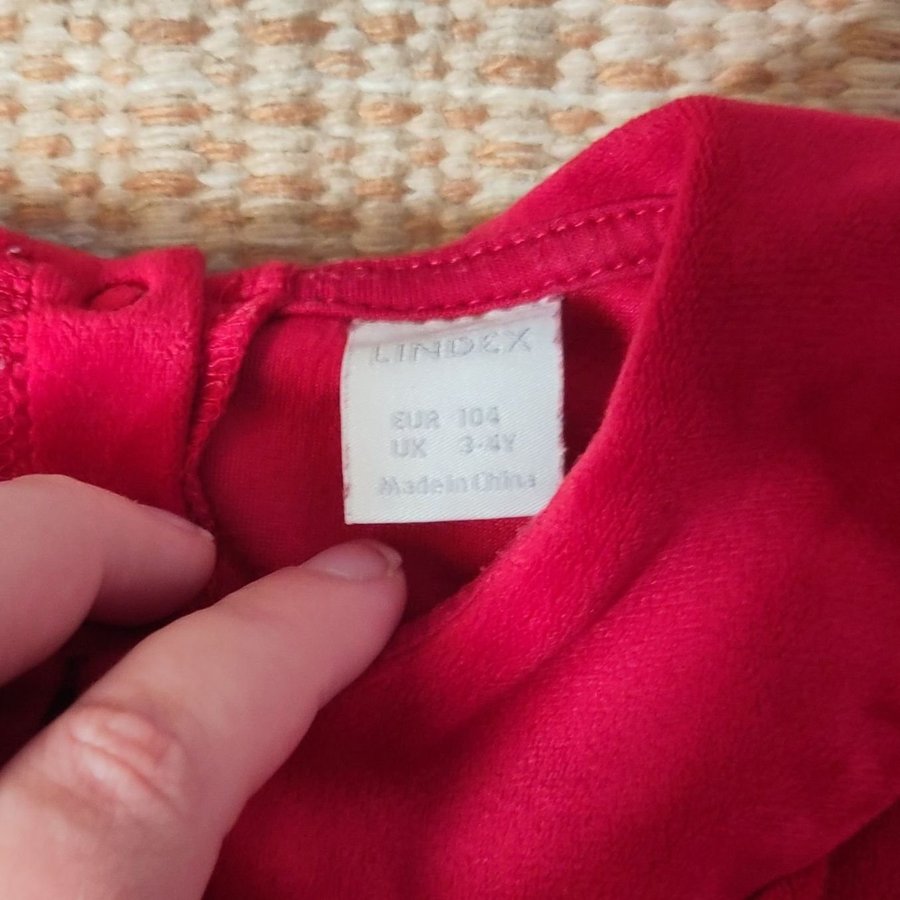 LINDEX
EUR 104
UK 3-4Y
Made in China